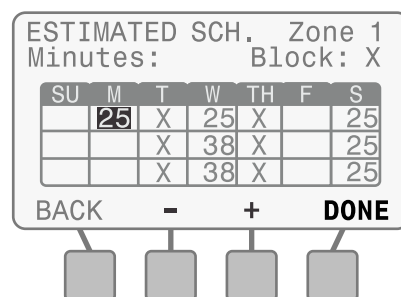 ESTIMATED SCH. Zone 1
Minutes: Block: X
SU M T W TH F S
25 X 25 X 25
X 38 X 25
X 38 X 25
BACK - + DONE